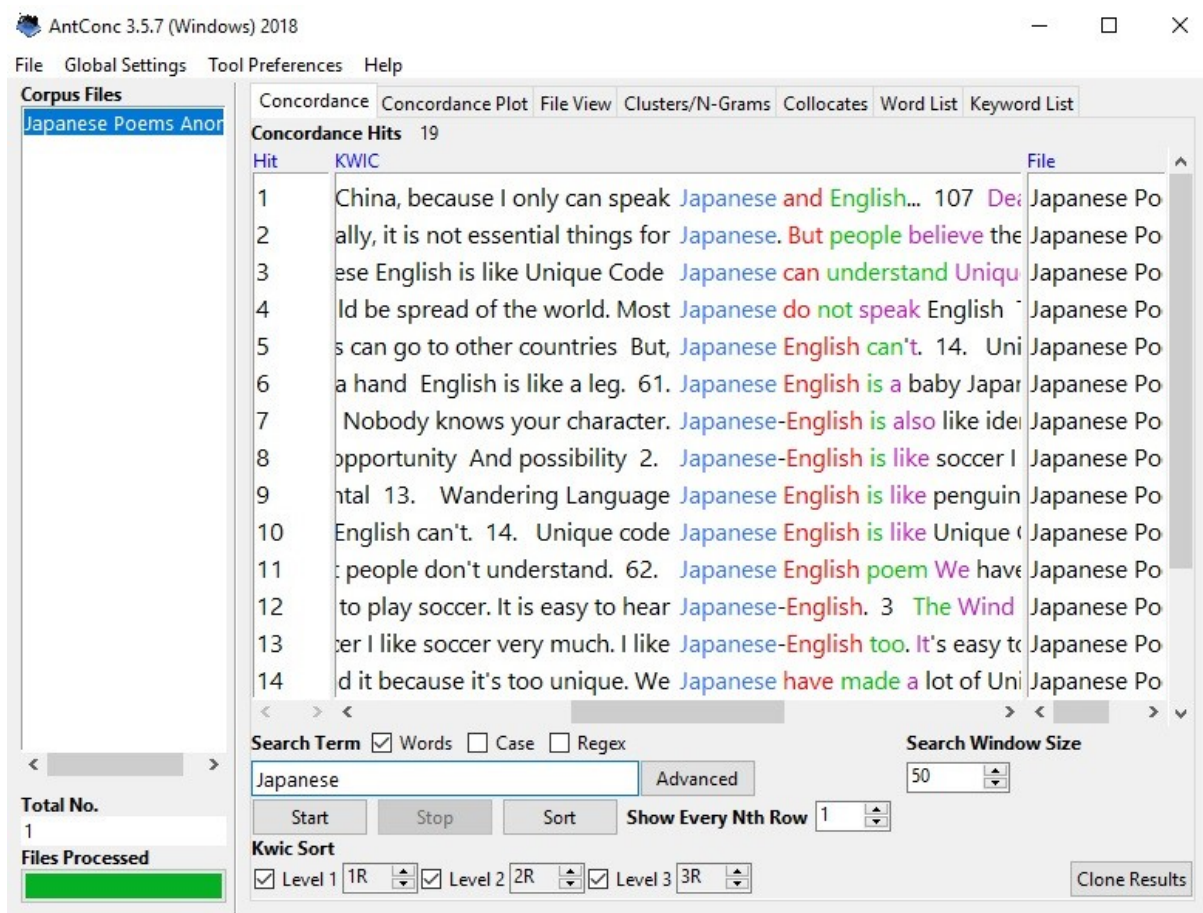 AntConc 3.5.7 (Windows) 2018
File Global Settings Tool Preferences Help
Corpus Files
Japanese Poems Anor
Concordance Concordance Plot File View Clusters/N-Grams Collocates Word List Keyword List
Concordance Hits 19
Hit KWIC File
1 China, because I only can speak Japanese and English... 107 Dea Japanese Po
2 ally, it is not essential things for Japanese. But people believe the Japanese Po
3 ese English is like Unique Code Japanese can understand Uniqu Japanese Po
4 ld be spread of the world. Most Japanese do not speak English Japanese Po
5 s can go to other countries But, Japanese English can't. 14. Uni Japanese Po
6 a hand English is like a leg. 61. Japanese English is a baby Japan Japanese Po
7 Nobody knows your character. Japanese-English is also like ide Japanese Po
8 opportunity And possibility 2. Japanese-English is like soccer I Japanese Po
9 ntal 13. Wandering Language Japanese English is like penguin Japanese Po
10 English can't. 14. Unique code Japanese English is like Unique Japanese Po
11 t people don't understand. 62. Japanese English poem We have Japanese Po
12 to play soccer. It is easy to hear Japanese-English. 3 The Wind Japanese Po
13 cer I like soccer very much. I like Japanese-English too. It's easy to Japanese Po
14 d it because it's too unique. We Japanese have made a lot of Uni Japanese Po
Search Term Words Case Regex Search Window Size
Japanese Advanced 50
Total No.
1
Start Stop Sort Show Every Nth Row 1
Files Processed
Kwic Sort
Level 1 1R Level 2 2R Level 3 3R Clone Results